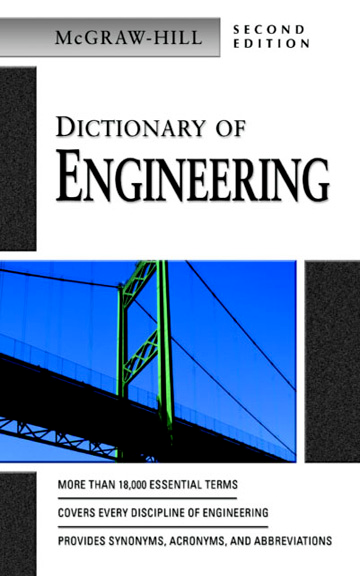 McGRAW-HILL
SECOND
EDITION
DICTIONARY OF
ENGINEERING
MORE THAN 18,000 ESSENTIAL TERMS
COVERS EVERY DISCIPLINE OF ENGINEERING
PROVIDES SYNONYMS, ACRONYMS, AND ABBREVIATIONS